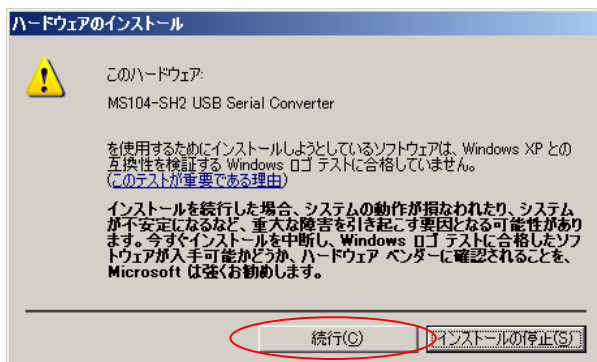 ハードウェアのインストール
このハードウェア:
MS104-SH2 USB Serial Converter
を使用するためにインストールしようとしているソフトウェアは、Windows XP との
互換性を検証する Windows ロゴ テストに合格していません。
(このテストが重要である理由)
インストールを続行した場合、システムの動作が損なわれたり、システム
が不安定になるなど、重大な障害を引き起こす要因となる可能性があり
ます。今すぐインストールを中断し、Windows ロゴ テストに合格したソフ
トウェアが入手可能かどうか、ハードウェア ベンダーに確認されることを、
Microsoft は強くお勧めします。
続行(C) インストールの停止(S)